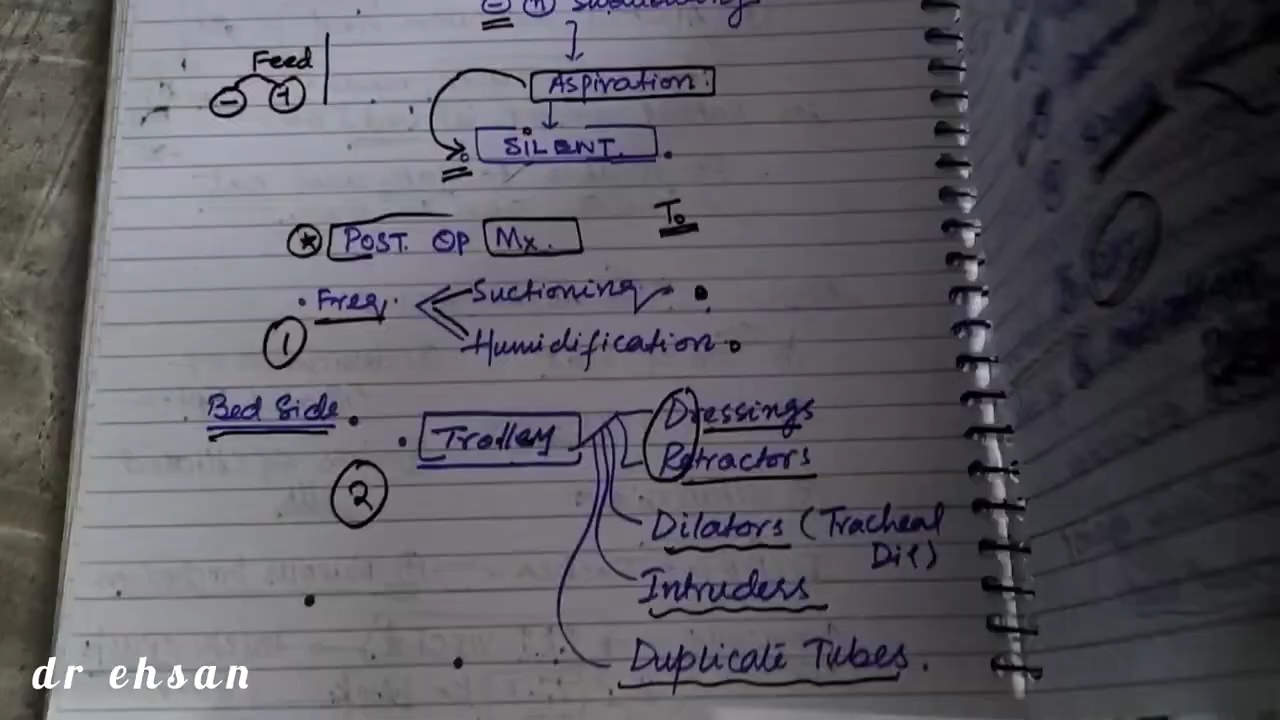 Feed
- +
Aspiration.
SILENT.
To
POST. OP Mx.
Freq. Suctioning
1
Humidification
Bed Side.
Trolley
Dressings
Retractors
2
Dilators (Tracheal
Dil)
Intruders
Duplicate Tubes.
dr ehsan